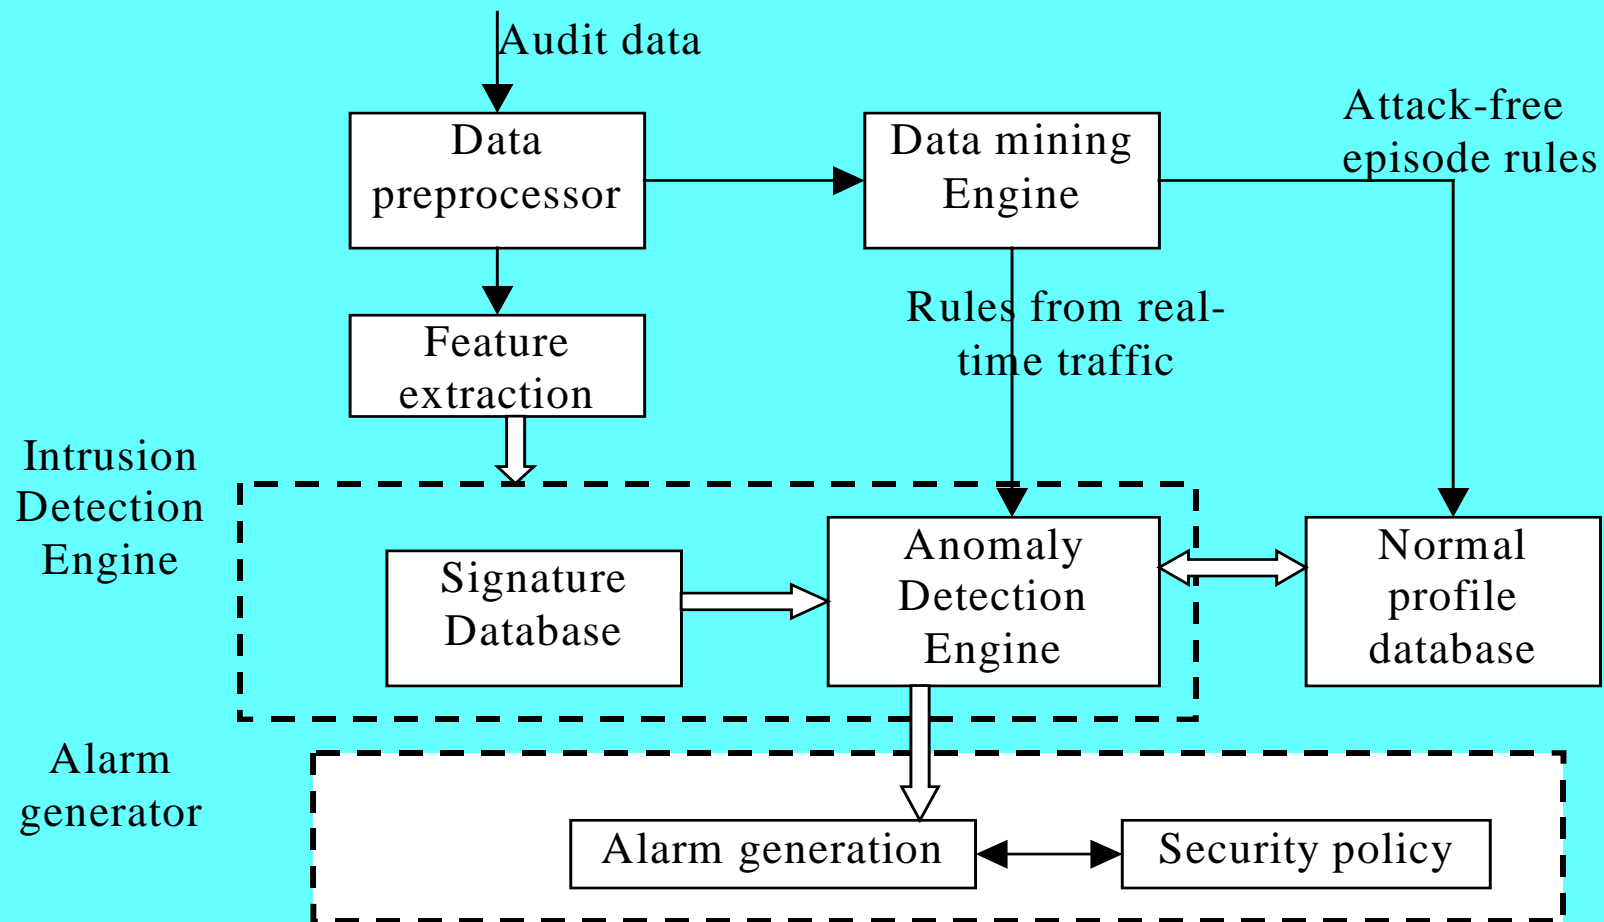 Audit data
Data
preprocessor
Data mining
Engine
Attack-free
episode rules
Rules from real-
time traffic
Feature
extraction
Intrusion
Detection
Engine
Signature
Database
Anomaly
Detection
Engine
Normal
profile
database
Alarm
generator
Alarm generation
Security policy